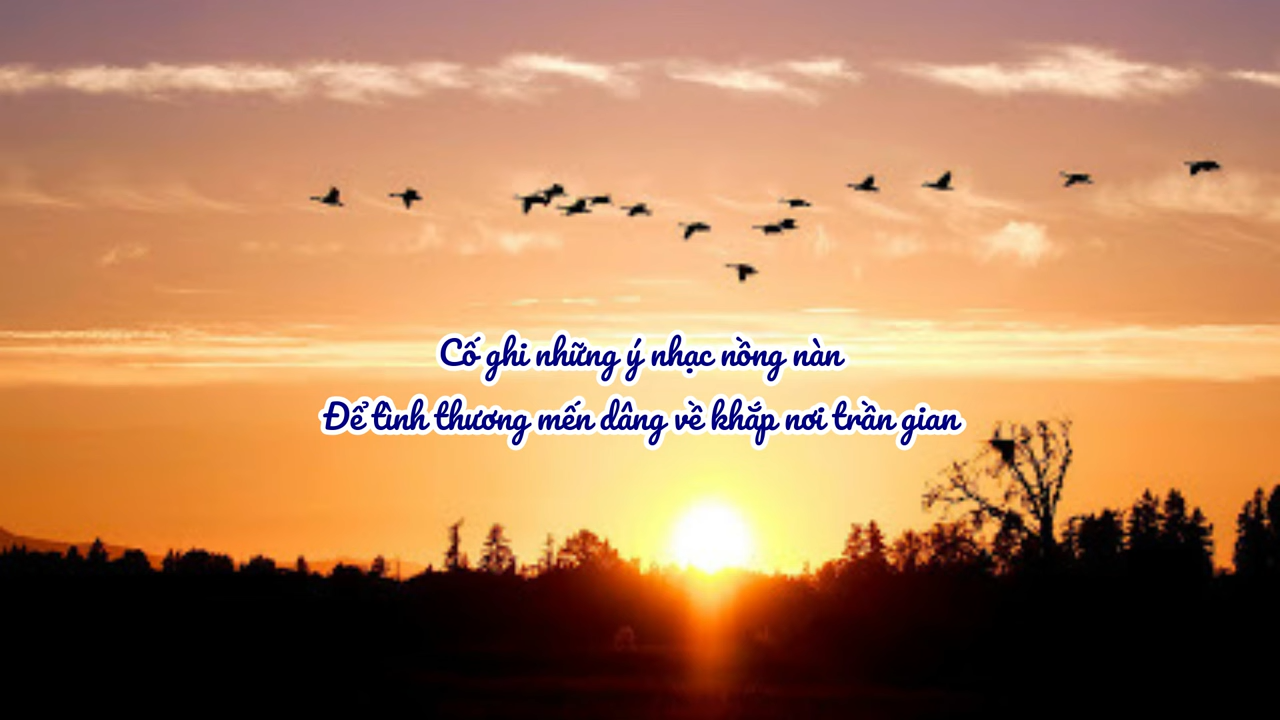 Cố ghi những ý nhạc nồng nàn
Để tình thương mến dâng về khắp nơi trần gian